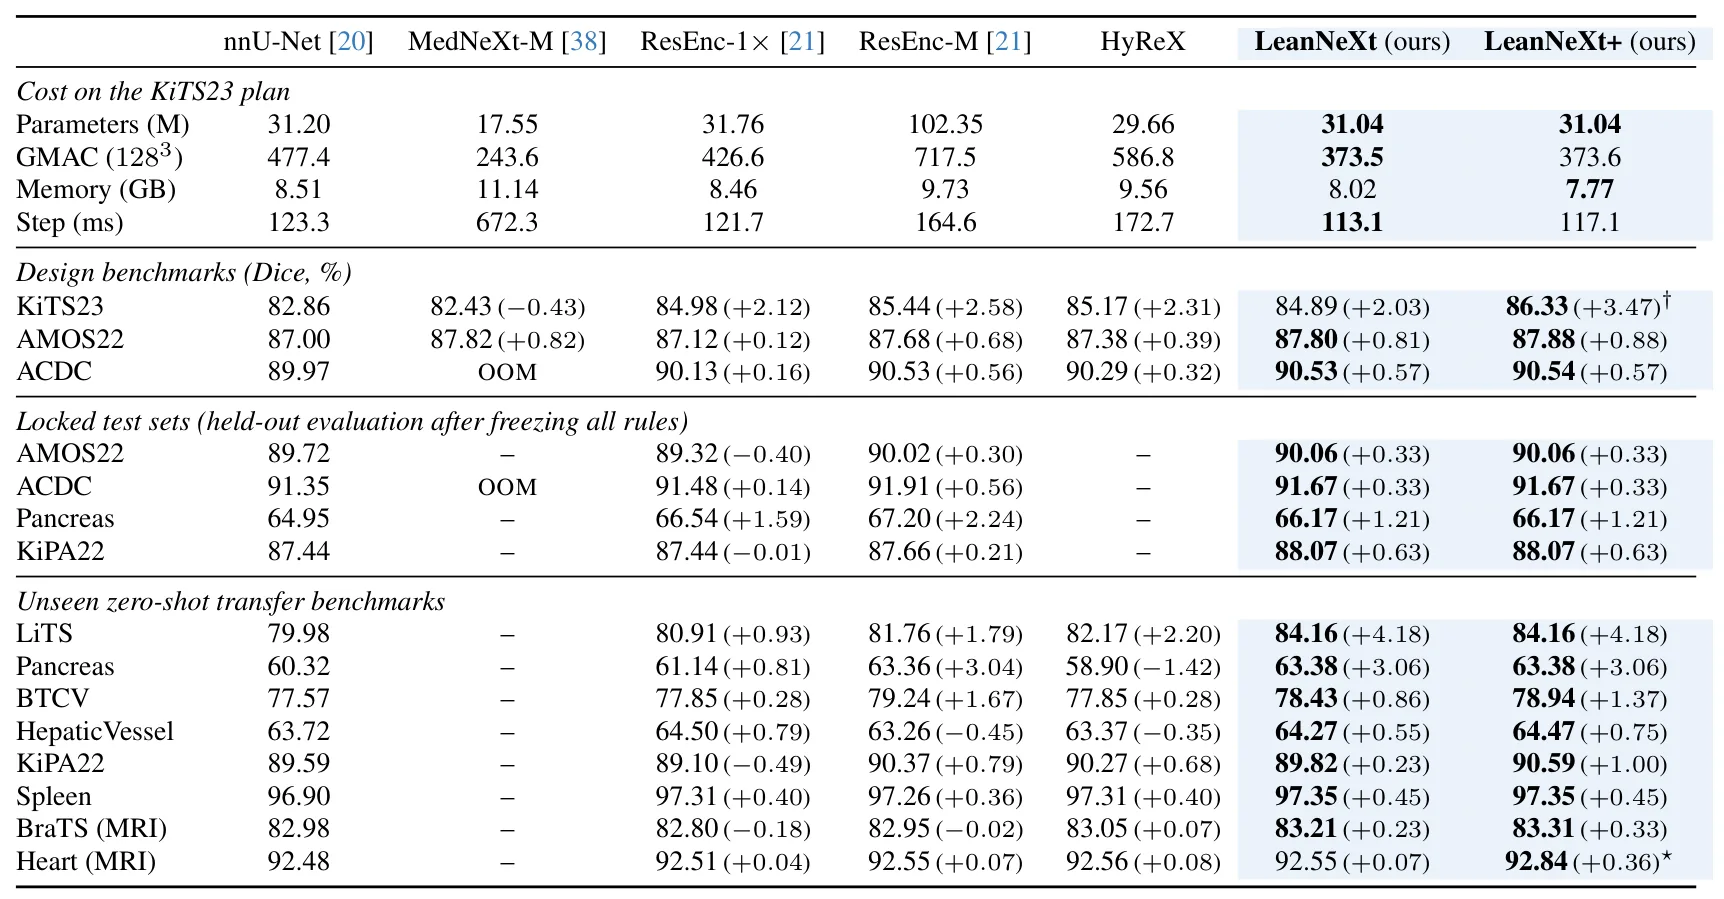 nnU-Net [20] MedNeXt-M [38] ResEnc-1× [21] ResEnc-M [21] HyReX LeanNeXt (ours) LeanNeXt+ (ours)
Cost on the KiTS23 plan
Parameters (M) 31.20 17.55 31.76 102.35 29.66 31.04 31.04
GMAC (128³) 477.4 243.6 426.6 717.5 586.8 373.5 373.6
Memory (GB) 8.51 11.14 8.46 9.73 9.56 8.02 7.77
Step (ms) 123.3 672.3 121.7 164.6 172.7 113.1 117.1
Design benchmarks (Dice, %)
KiTS23 82.86 82.43 (−0.43) 84.98 (+2.12) 85.44 (+2.58) 85.17 (+2.31) 84.89 (+2.03) 86.33 (+3.47)†
AMOS22 87.00 87.82 (+0.82) 87.12 (+0.12) 87.68 (+0.68) 87.38 (+0.39) 87.80 (+0.81) 87.88 (+0.88)
ACDC 89.97 OOM 90.13 (+0.16) 90.53 (+0.56) 90.29 (+0.32) 90.53 (+0.57) 90.54 (+0.57)
Locked test sets (held-out evaluation after freezing all rules)
AMOS22 89.72 – 89.32 (−0.40) 90.02 (+0.30) – 90.06 (+0.33) 90.06 (+0.33)
ACDC 91.35 OOM 91.48 (+0.14) 91.91 (+0.56) – 91.67 (+0.33) 91.67 (+0.33)
Pancreas 64.95 – 66.54 (+1.59) 67.20 (+2.24) – 66.17 (+1.21) 66.17 (+1.21)
KiPA22 87.44 – 87.44 (−0.01) 87.66 (+0.21) – 88.07 (+0.63) 88.07 (+0.63)
Unseen zero-shot transfer benchmarks
LiTS 79.98 – 80.91 (+0.93) 81.76 (+1.79) 82.17 (+2.20) 84.16 (+4.18) 84.16 (+4.18)
Pancreas 60.32 – 61.14 (+0.81) 63.36 (+3.04) 58.90 (−1.42) 63.38 (+3.06) 63.38 (+3.06)
BTCV 77.57 – 77.85 (+0.28) 79.24 (+1.67) 77.85 (+0.28) 78.43 (+0.86) 78.94 (+1.37)
HepaticVessel 63.72 – 64.50 (+0.79) 63.26 (−0.45) 63.37 (−0.35) 64.27 (+0.55) 64.47 (+0.75)
KiPA22 89.59 – 89.10 (−0.49) 90.37 (+0.79) 90.27 (+0.68) 89.82 (+0.23) 90.59 (+1.00)
Spleen 96.90 – 97.31 (+0.40) 97.26 (+0.36) 97.31 (+0.40) 97.35 (+0.45) 97.35 (+0.45)
BraTS (MRI) 82.98 – 82.80 (−0.18) 82.95 (−0.02) 83.05 (+0.07) 83.21 (+0.23) 83.31 (+0.33)
Heart (MRI) 92.48 – 92.51 (+0.04) 92.55 (+0.07) 92.56 (+0.08) 92.55 (+0.07) 92.84 (+0.36)⋆